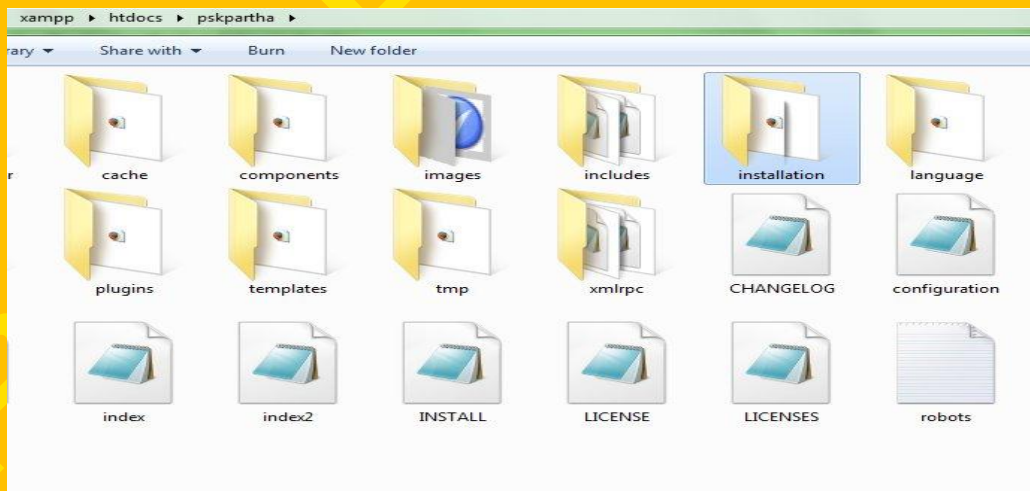 xampp ▸ htdocs ▸ pskpartha ▸
rary Share with Burn New folder
r cache components images includes installation language
plugins templates tmp xmlrpc CHANGELOG configuration
index index2 INSTALL LICENSE LICENSES robots